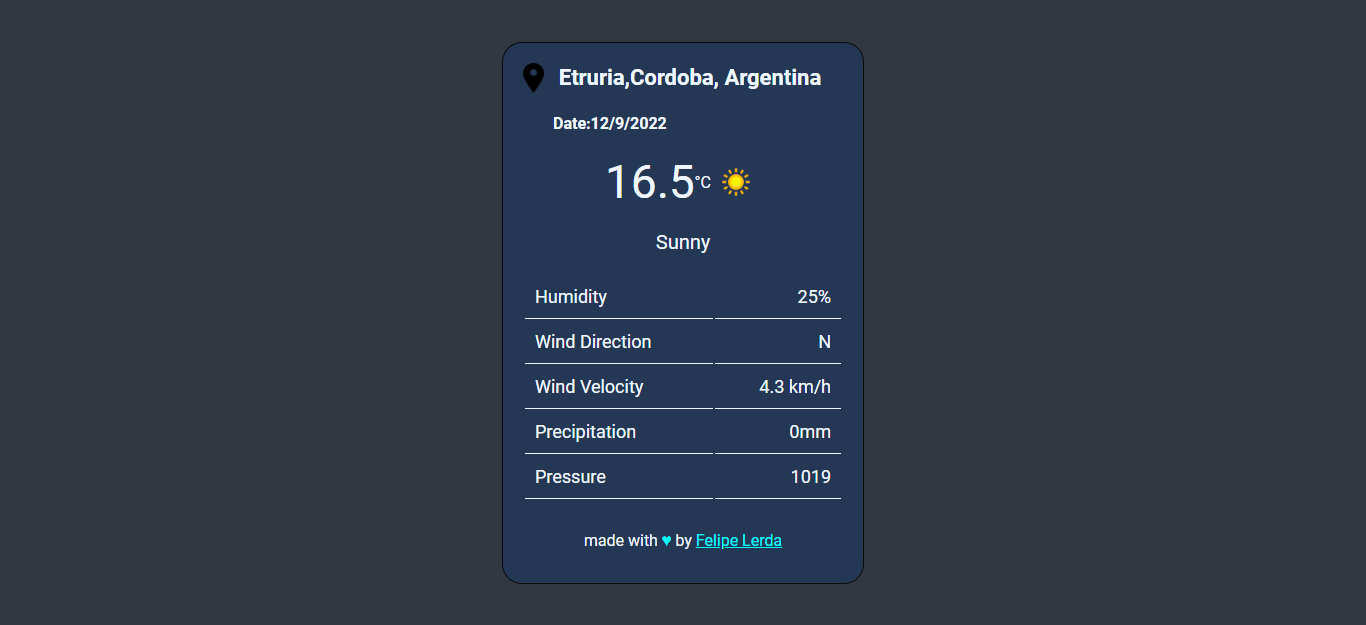 Etruria,Cordoba, Argentina
Date:12/9/2022
16.5°C
Sunny
Humidity 25%
Wind Direction N
Wind Velocity 4.3 km/h
Precipitation 0mm
Pressure 1019
made with ♥ by Felipe Lerda